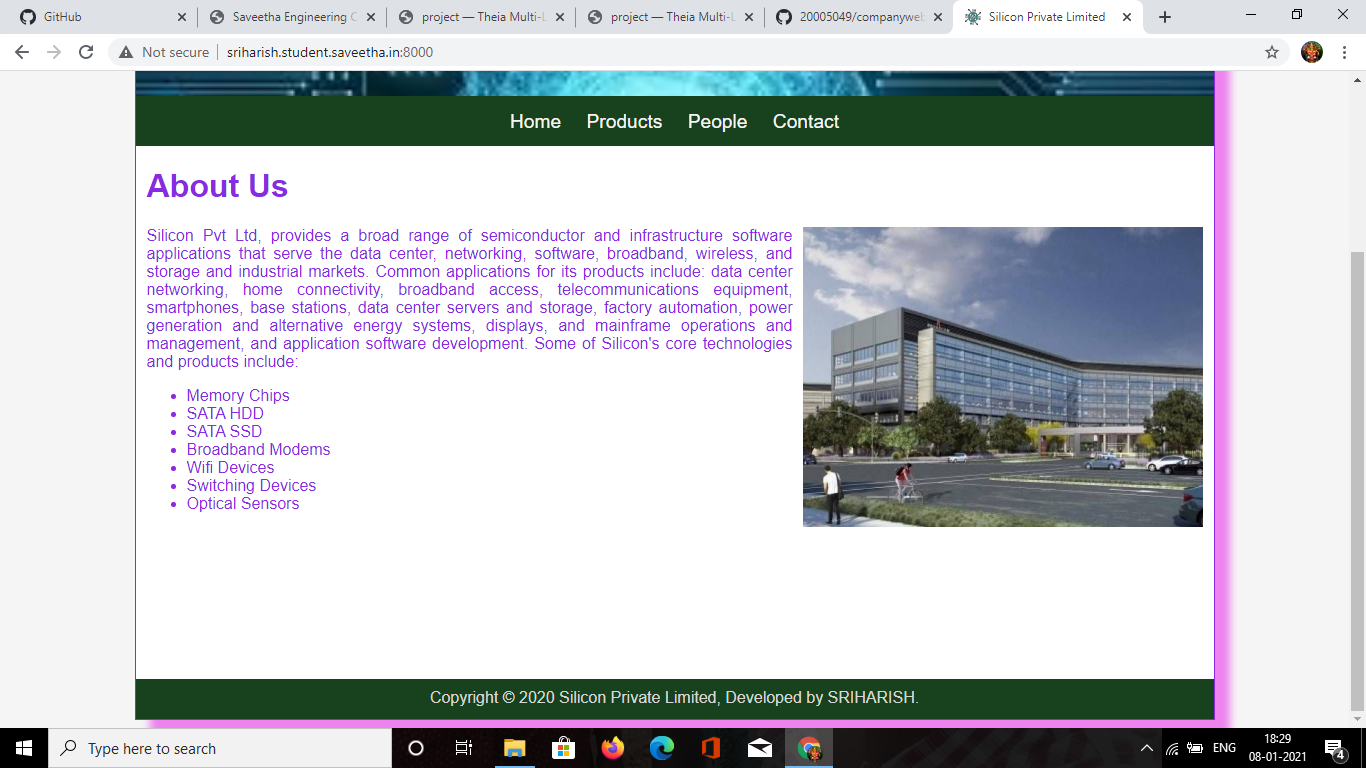 GitHub
Saveetha Engineering C
project — Theia Multi-L
project — Theia Multi-L
20005049/companyweb
Silicon Private Limited
Not secure
sriharish.student.saveetha.in:8000
Home Products People Contact
About Us
Silicon Pvt Ltd, provides a broad range of semiconductor and infrastructure software
applications that serve the data center, networking, software, broadband, wireless, and
storage and industrial markets. Common applications for its products include: data center
networking, home connectivity, broadband access, telecommunications equipment,
smartphones, base stations, data center servers and storage, factory automation, power
generation and alternative energy systems, displays, and mainframe operations and
management, and application software development. Some of Silicon's core technologies
and products include:
Memory Chips
SATA HDD
SATA SSD
Broadband Modems
Wifi Devices
Switching Devices
Optical Sensors
Copyright © 2020 Silicon Private Limited, Developed by SRIHARISH.
Type here to search
ENG
18:29
08-01-2021
4